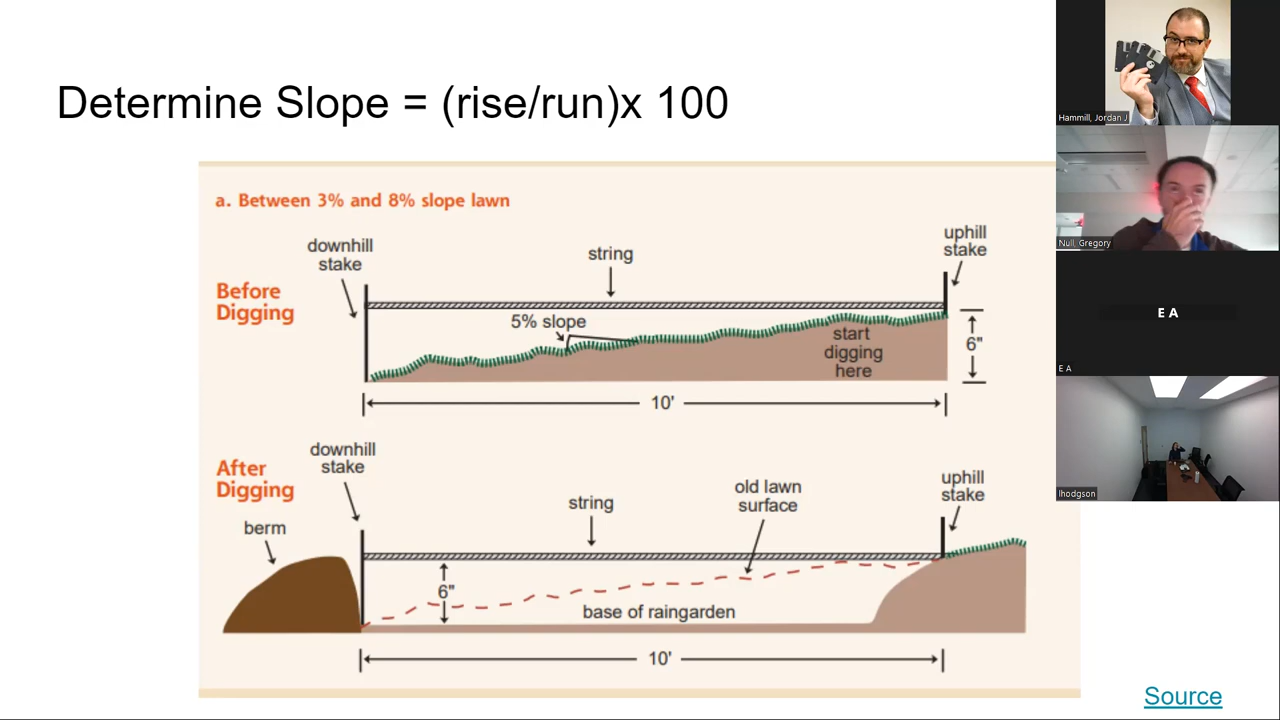 Determine Slope = (rise/run)x 100
a. Between 3% and 8% slope lawn
downhill
stake
string
uphill
stake
Before
Digging
5% slope
start
digging
here
6"
10'
downhill
stake
After
Digging
string
old lawn
surface
uphill
stake
berm
6"
base of raingarden
10'
Source
Hammill, Jordan J
Null, Gregory
E A
E A
lhodgson